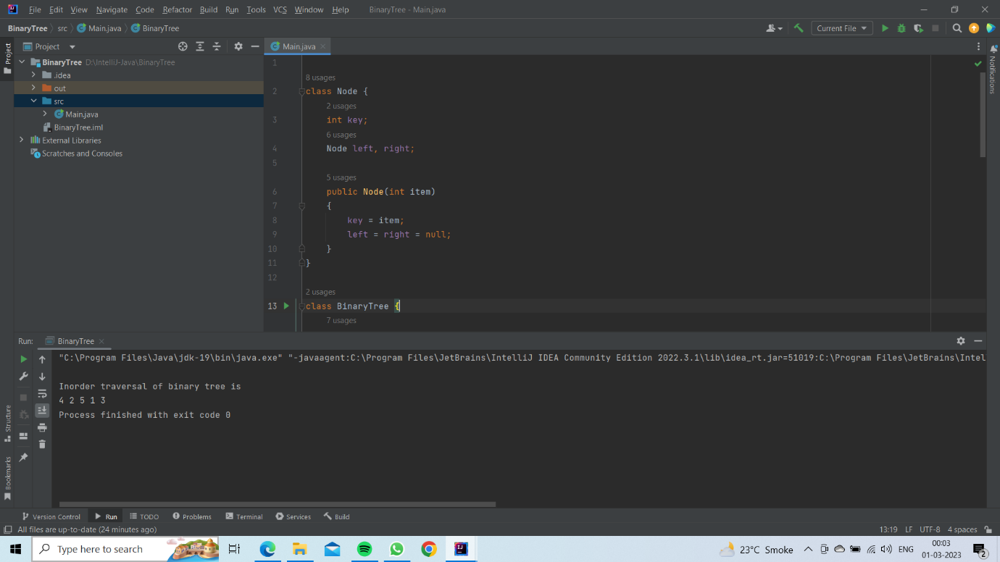 File Edit View Navigate Code Refactor Build Run Tools VCS Window Help BinaryTree - Main.java
BinaryTree src Main.java BinaryTree Current File
Project
Project
Main.java
Notifications
BinaryTree D:\IntelliJ-Java\BinaryTree
.idea
out
src
Main.java
BinaryTree.iml
External Libraries
Scratches and Consoles
1
8 usages
2 class Node {
2 usages
3 int key;
6 usages
4 Node left, right;
5
5 usages
6 public Node(int item)
7 {
8 key = item;
9 left = right = null;
10 }
11 }
12
2 usages
13 class BinaryTree {
7 usages
Run: BinaryTree
"C:\Program Files\Java\jdk-19\bin\java.exe" "-javaagent:C:\Program Files\JetBrains\IntelliJ IDEA Community Edition 2022.3.1\lib\idea_rt.jar=51019:C:\Program Files\JetBrains\Intel
Inorder traversal of binary tree is
4 2 5 1 3
Process finished with exit code 0
Structure
Bookmarks
Version Control Run TODO Problems Terminal Services Build
All files are up-to-date (24 minutes ago) 13:19 LF UTF-8 4 spaces
Type here to search 23°C Smoke ENG 00:03
01-03-2023 2